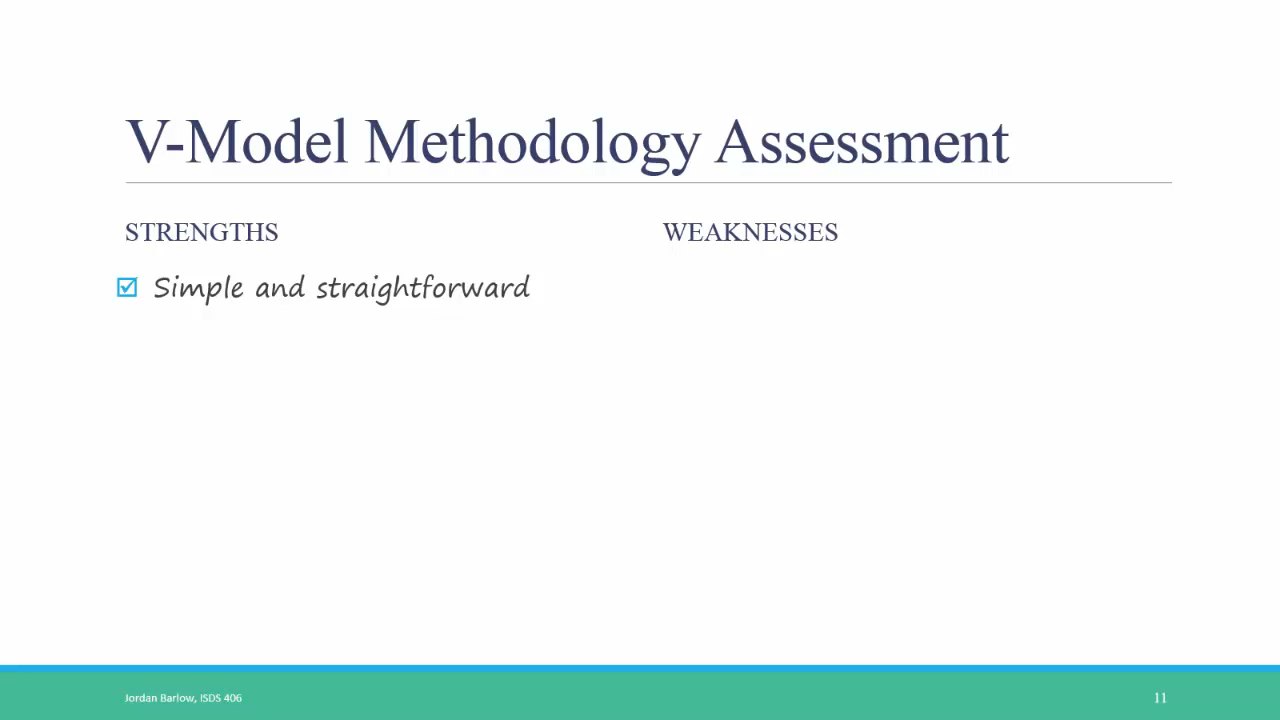 V-Model Methodology Assessment
STRENGTHS
WEAKNESSES
Simple and straightforward
Jordan Barlow, ISDS 406
11